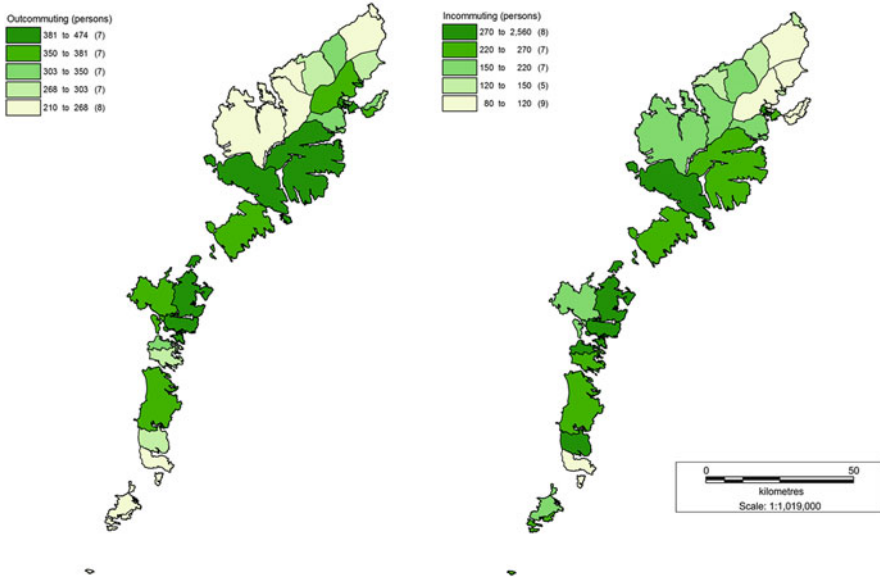 Outcommuting (persons)
381 to 474 (7)
350 to 381 (7)
303 to 350 (7)
268 to 303 (7)
210 to 268 (8)
Incommuting (persons)
270 to 2,560 (8)
220 to 270 (7)
150 to 220 (7)
120 to 150 (5)
80 to 120 (9)
0 50
kilometres
Scale: 1:1,019,000